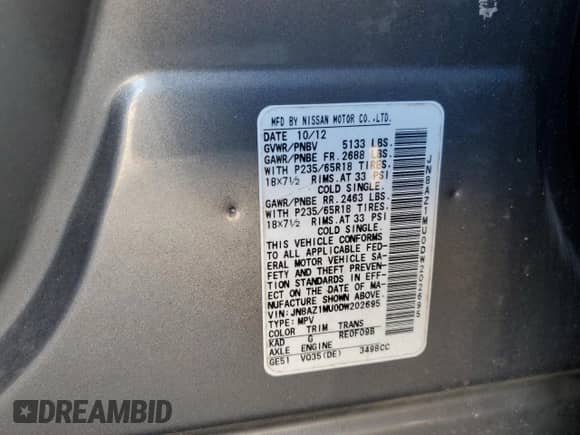 MFD BY NISSAN MOTOR CO.,LTD.
DATE 10/12
GVWR/PNBV 5133 LBS.
GAWR/PNBE FR. 2688 LBS.
WITH P235/65R18 TIRES,
18×7½ RIMS, AT 33 PSI
COLD SINGLE.
GAWR/PNBE RR. 2463 LBS.
WITH P235/65R18 TIRES,
18×7½ RIMS, AT 33 PSI
COLD SINGLE.
THIS VEHICLE CONFORMS
TO ALL APPLICABLE FED-
ERAL MOTOR VEHICLE SA-
FETY AND THEFT PREVEN-
TION STANDARDS IN EFF-
ECT ON THE DATE OF MA-
NUFACTURE SHOWN ABOVE.
VIN: JN8AZ1MU0DW202695
TYPE: MPV
COLOR TRIM TRANS
KAD G RE0F09B
AXLE ENGINE
GE51 VQ35(DE) 3498CC
JN8AZ1MU0DW202695
DREAMBID